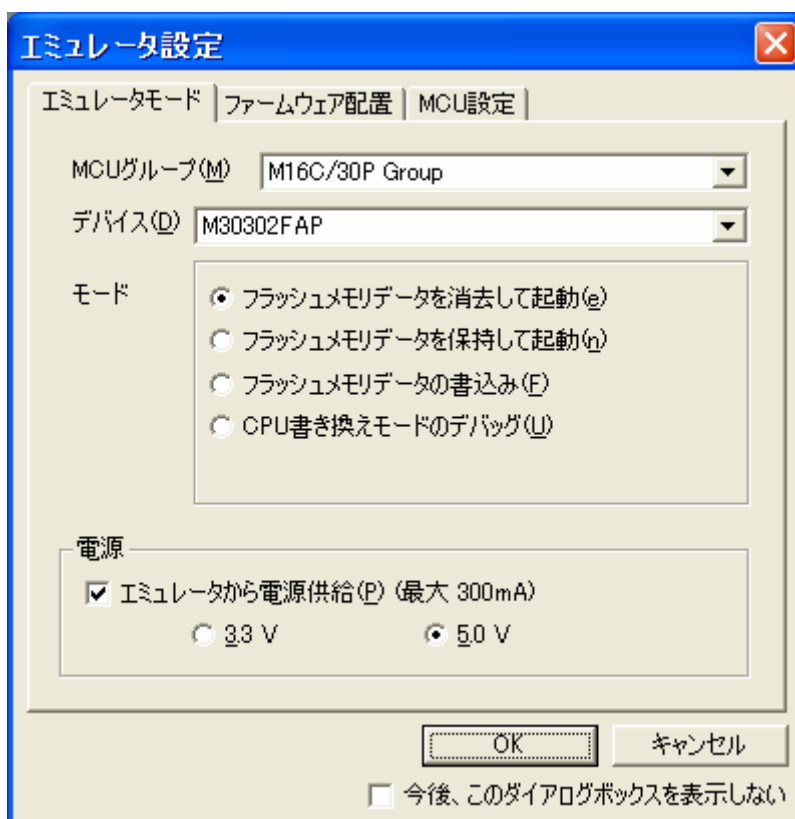 エミュレータ設定
エミュレータモード ファームウェア配置 MCU設定
MCUグループ(M) M16C/30P Group
デバイス(D) M30302FAP
モード
フラッシュメモリデータを消去して起動(e)
フラッシュメモリデータを保持して起動(n)
フラッシュメモリデータの書込み(F)
CPU書き換えモードのデバッグ(U)
電源
エミュレータから電源供給(P) (最大 300mA)
3.3 V 5.0 V
OK キャンセル
今後、このダイアログボックスを表示しない